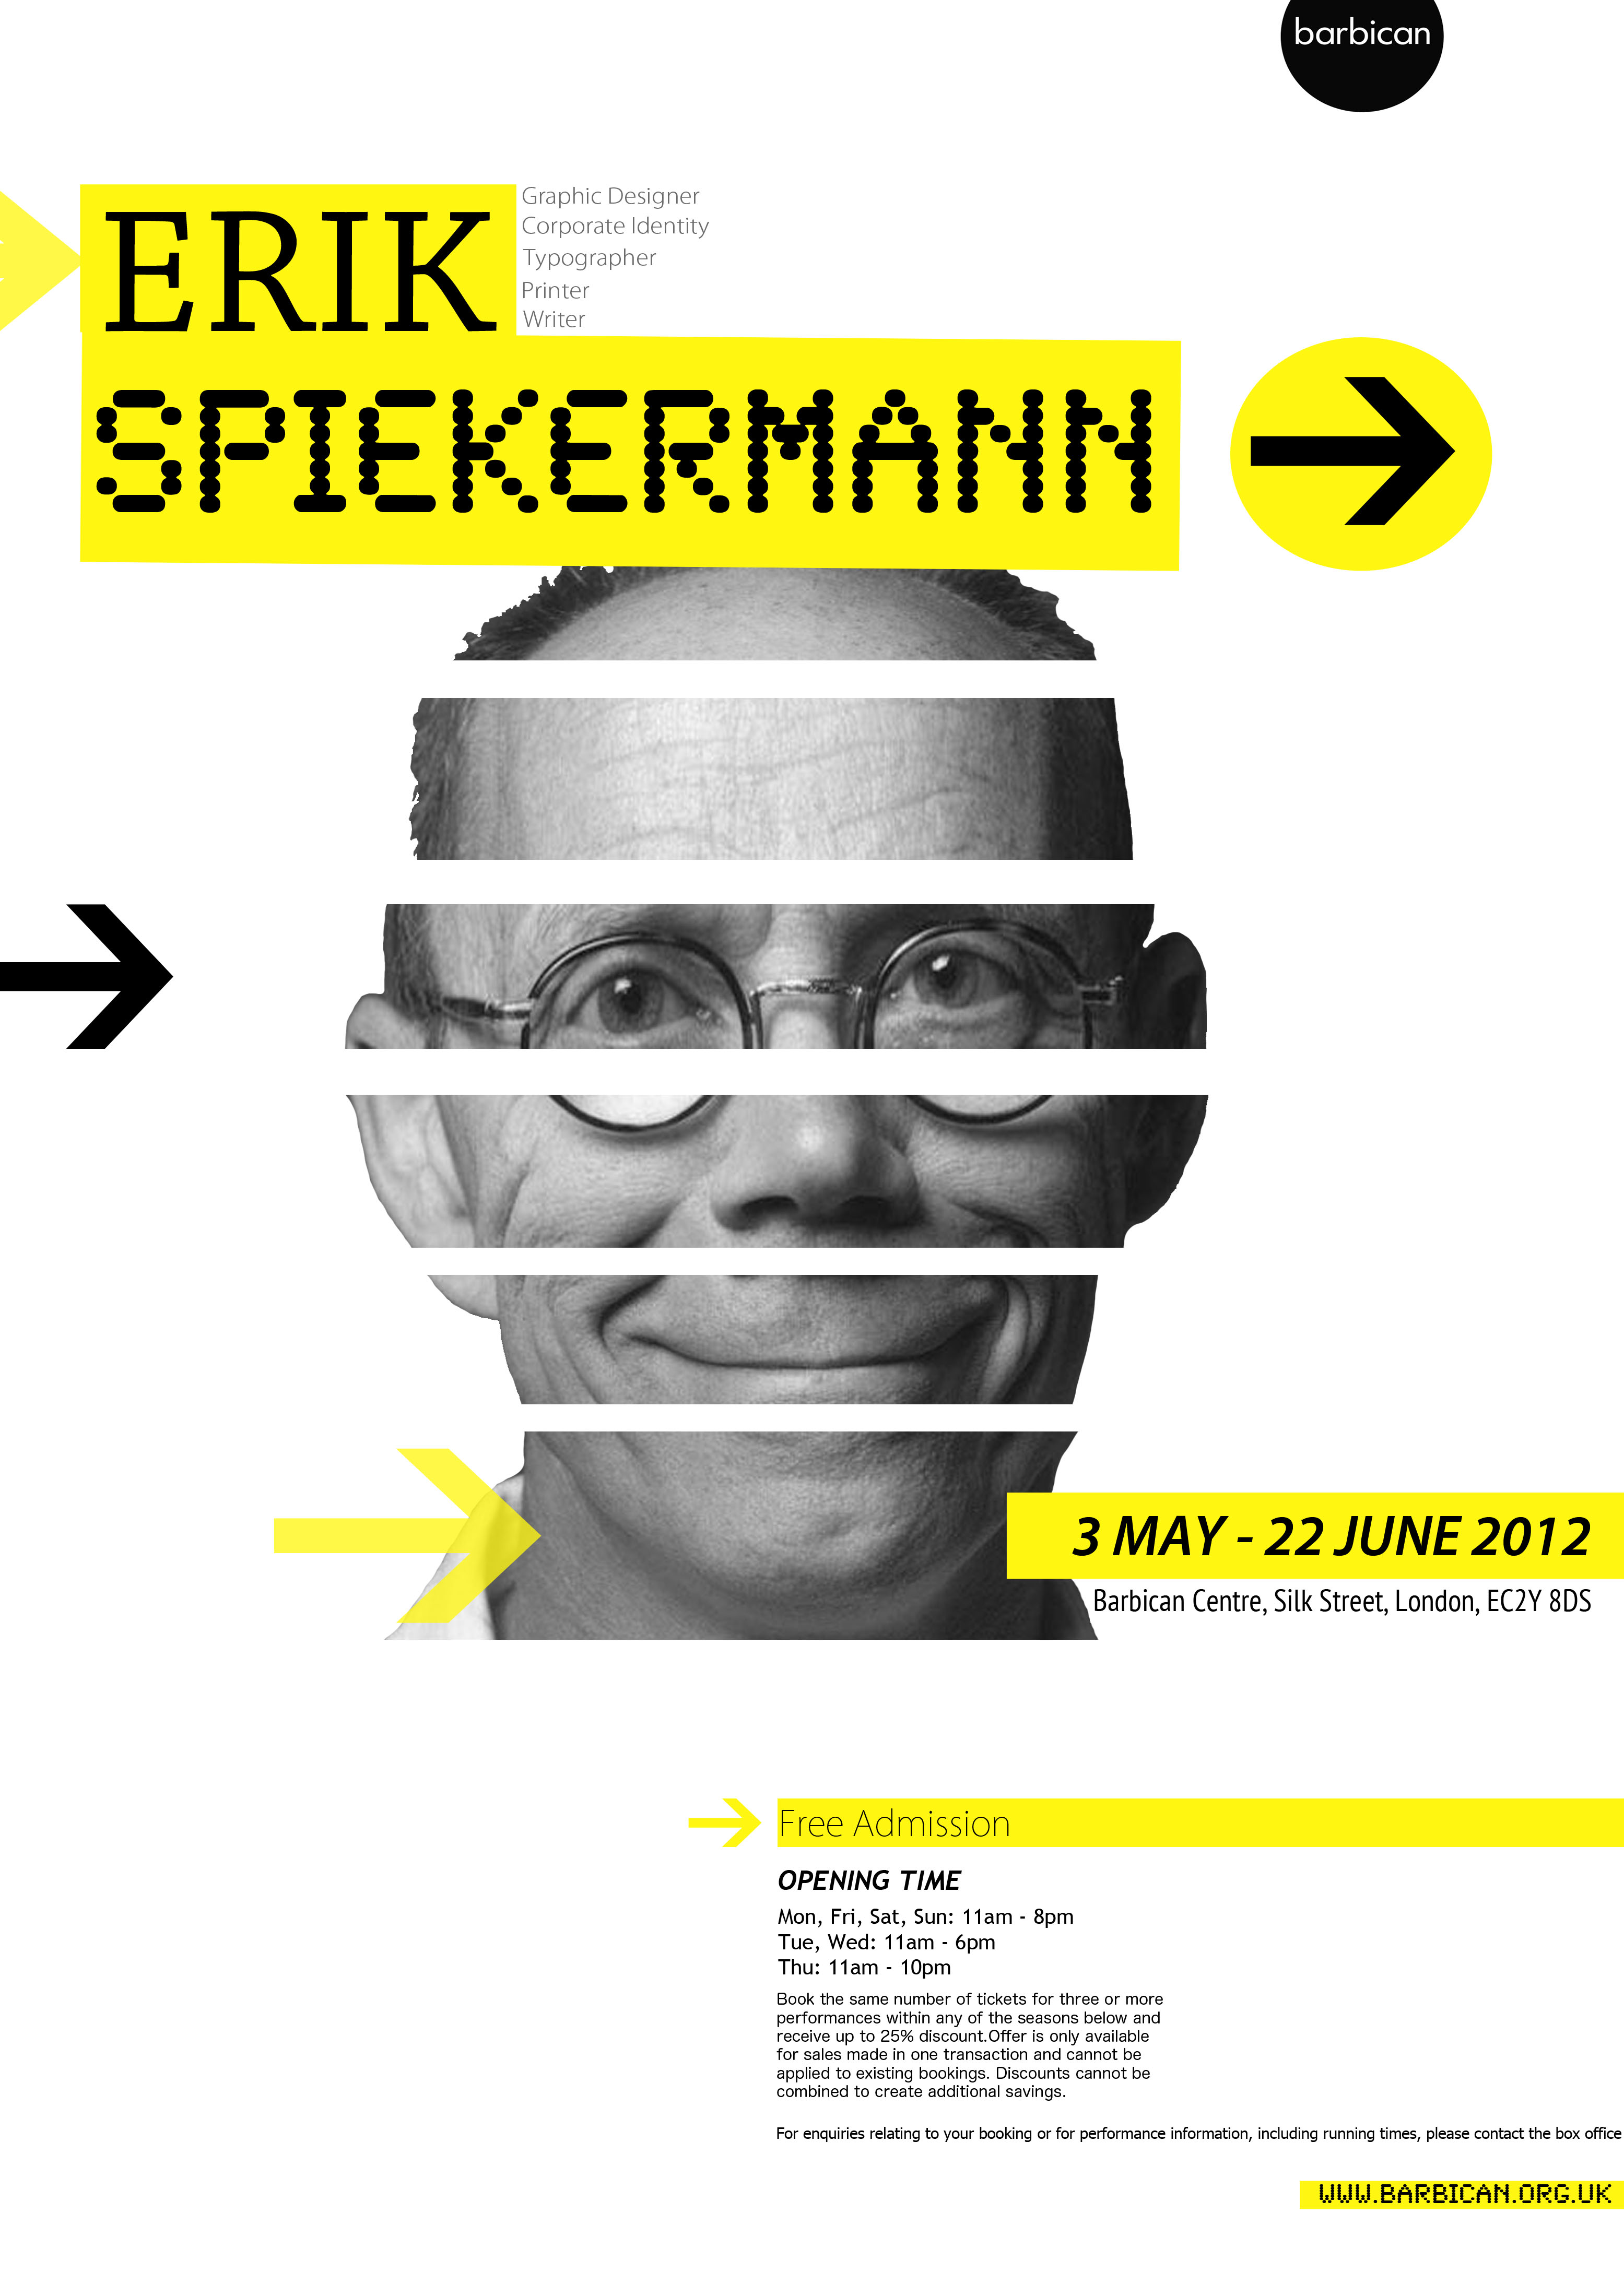 barbican
ERIK
Graphic Designer
Corporate Identity
Typographer
Printer
Writer
SPIEKERMANN
3 MAY - 22 JUNE 2012
Barbican Centre, Silk Street, London, EC2Y 8DS
Free Admission
OPENING TIME
Mon, Fri, Sat, Sun: 11am - 8pm
Tue, Wed: 11am - 6pm
Thu: 11am - 10pm
Book the same number of tickets for three or more
performances within any of the seasons below and
receive up to 25% discount.Offer is only available
for sales made in one transaction and cannot be
applied to existing bookings. Discounts cannot be
combined to create additional savings.
For enquiries relating to your booking or for performance information, including running times, please contact the box office
WWW.BARBICAN.ORG.UK